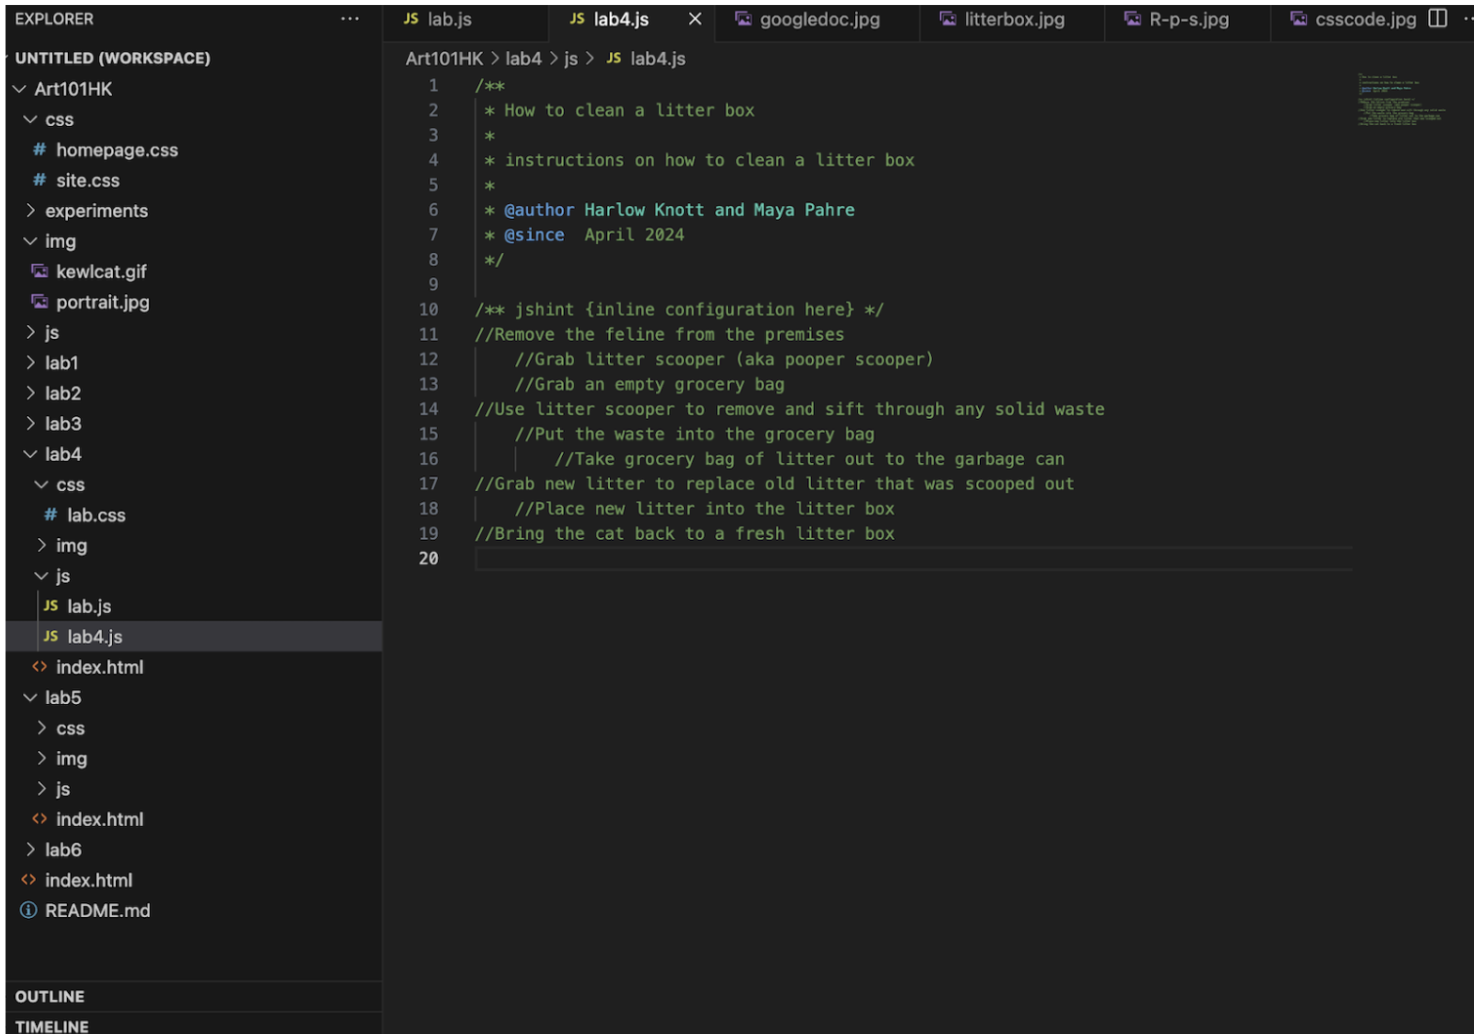 EXPLORER
UNTITLED (WORKSPACE)
Art101HK
css
# homepage.css
# site.css
experiments
img
kewlcat.gif
portrait.jpg
js
lab1
lab2
lab3
lab4
css
# lab.css
img
js
JS lab.js
JS lab4.js
<> index.html
lab5
css
img
js
<> index.html
lab6
<> index.html
README.md
OUTLINE
TIMELINE
JS lab.js
JS lab4.js
googledoc.jpg
litterbox.jpg
R-p-s.jpg
csscode.jpg
Art101HK > lab4 > js > JS lab4.js
1 /**
2 * How to clean a litter box
3 *
4 * instructions on how to clean a litter box
5 *
6 * @author Harlow Knott and Maya Pahre
7 * @since April 2024
8 */
9
10 /** jshint {inline configuration here} */
11 //Remove the feline from the premises
12 //Grab litter scooper (aka pooper scooper)
13 //Grab an empty grocery bag
14 //Use litter scooper to remove and sift through any solid waste
15 //Put the waste into the grocery bag
16 //Take grocery bag of litter out to the garbage can
17 //Grab new litter to replace old litter that was scooped out
18 //Place new litter into the litter box
19 //Bring the cat back to a fresh litter box
20